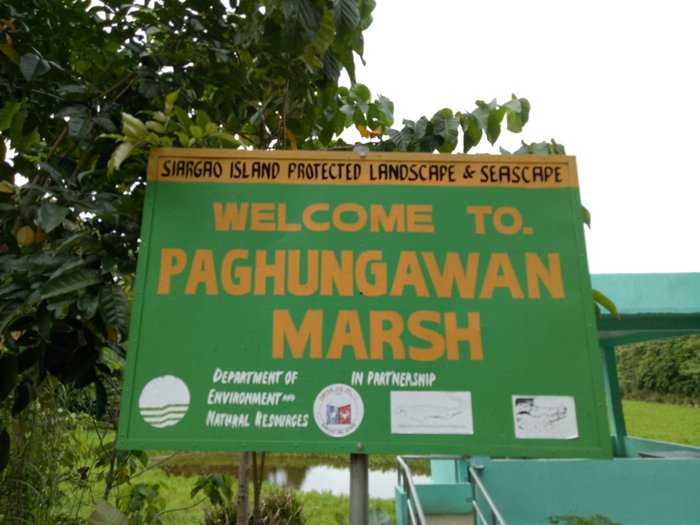 SIARGAO ISLAND PROTECTED LANDSCAPE & SEASCAPE
WELCOME TO.
PAGHUNGAWAN
MARSH
DEPARTMENT OF
ENVIRONMENT AND
NATURAL RESOURCES
IN PARTNERSHIP